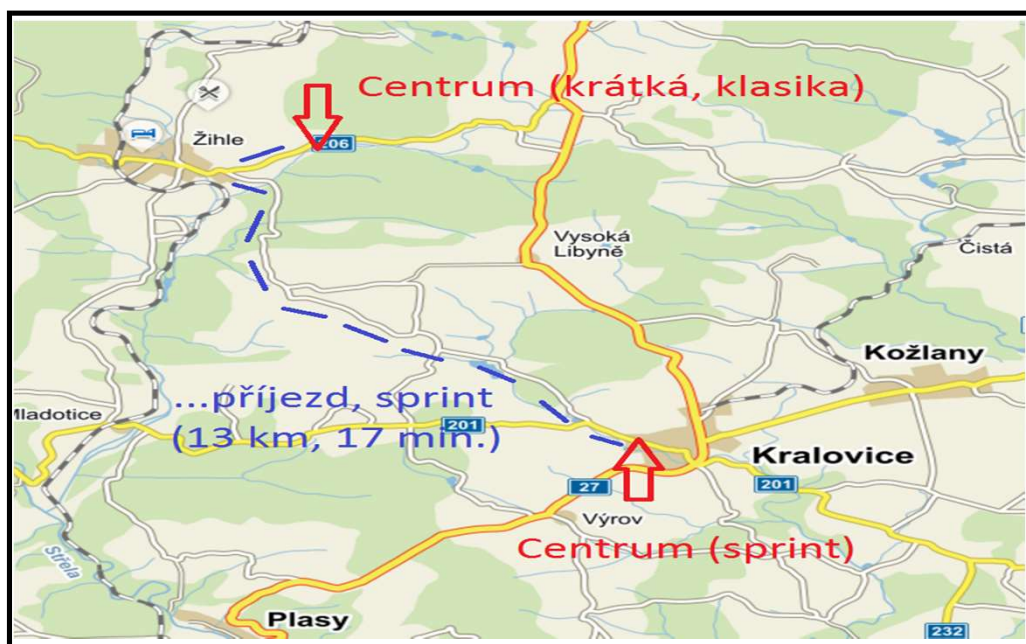 Centrum (krátká, klasika)
206
Žihle
Vysoká
Libyně
Čistá
Kožlany
...příjezd, sprint
(13 km, 17 min.)
Mladotice
201
Kralovice
27
201
Výrov
Centrum (sprint)
Střela
Plasy
232